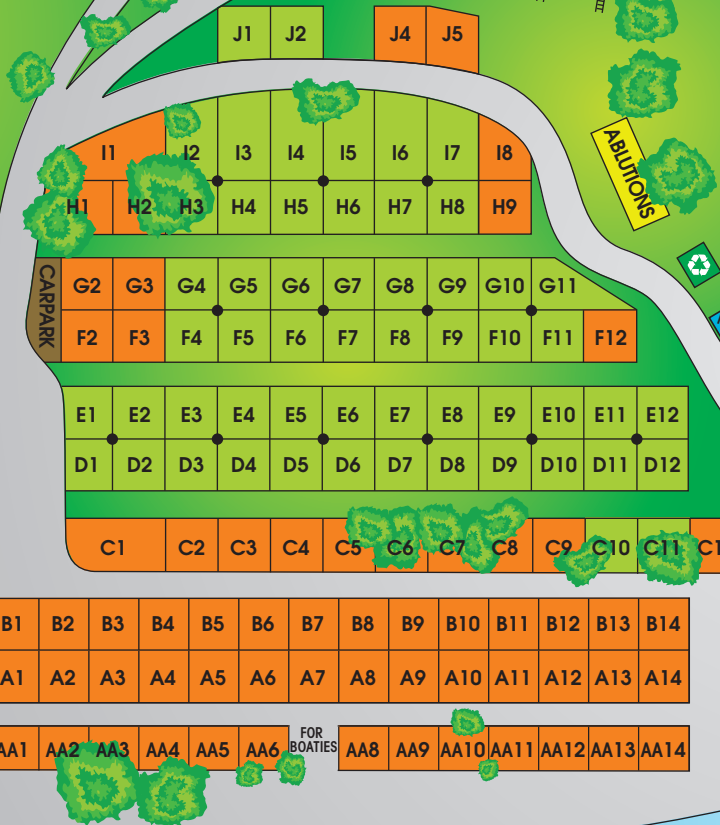 J1 J2 J4 J5
ABLUTIONS
I1 I2 I3 I4 I5 I6 I7 I8
H1 H2 H3 H4 H5 H6 H7 H8 H9
CARPARK
G2 G3 G4 G5 G6 G7 G8 G9 G10 G11
F2 F3 F4 F5 F6 F7 F8 F9 F10 F11 F12
E1 E2 E3 E4 E5 E6 E7 E8 E9 E10 E11 E12
D1 D2 D3 D4 D5 D6 D7 D8 D9 D10 D11 D12
C1 C2 C3 C4 C5 C6 C7 C8 C9 C10 C11
B1 B2 B3 B4 B5 B6 B7 B8 B9 B10 B11 B12 B13 B14
A1 A2 A3 A4 A5 A6 A7 A8 A9 A10 A11 A12 A13 A14
AA1 AA2 AA3 AA4 AA5 AA6 FOR AA8 AA9 AA10 AA11 AA12 AA13 AA14
BOATIES